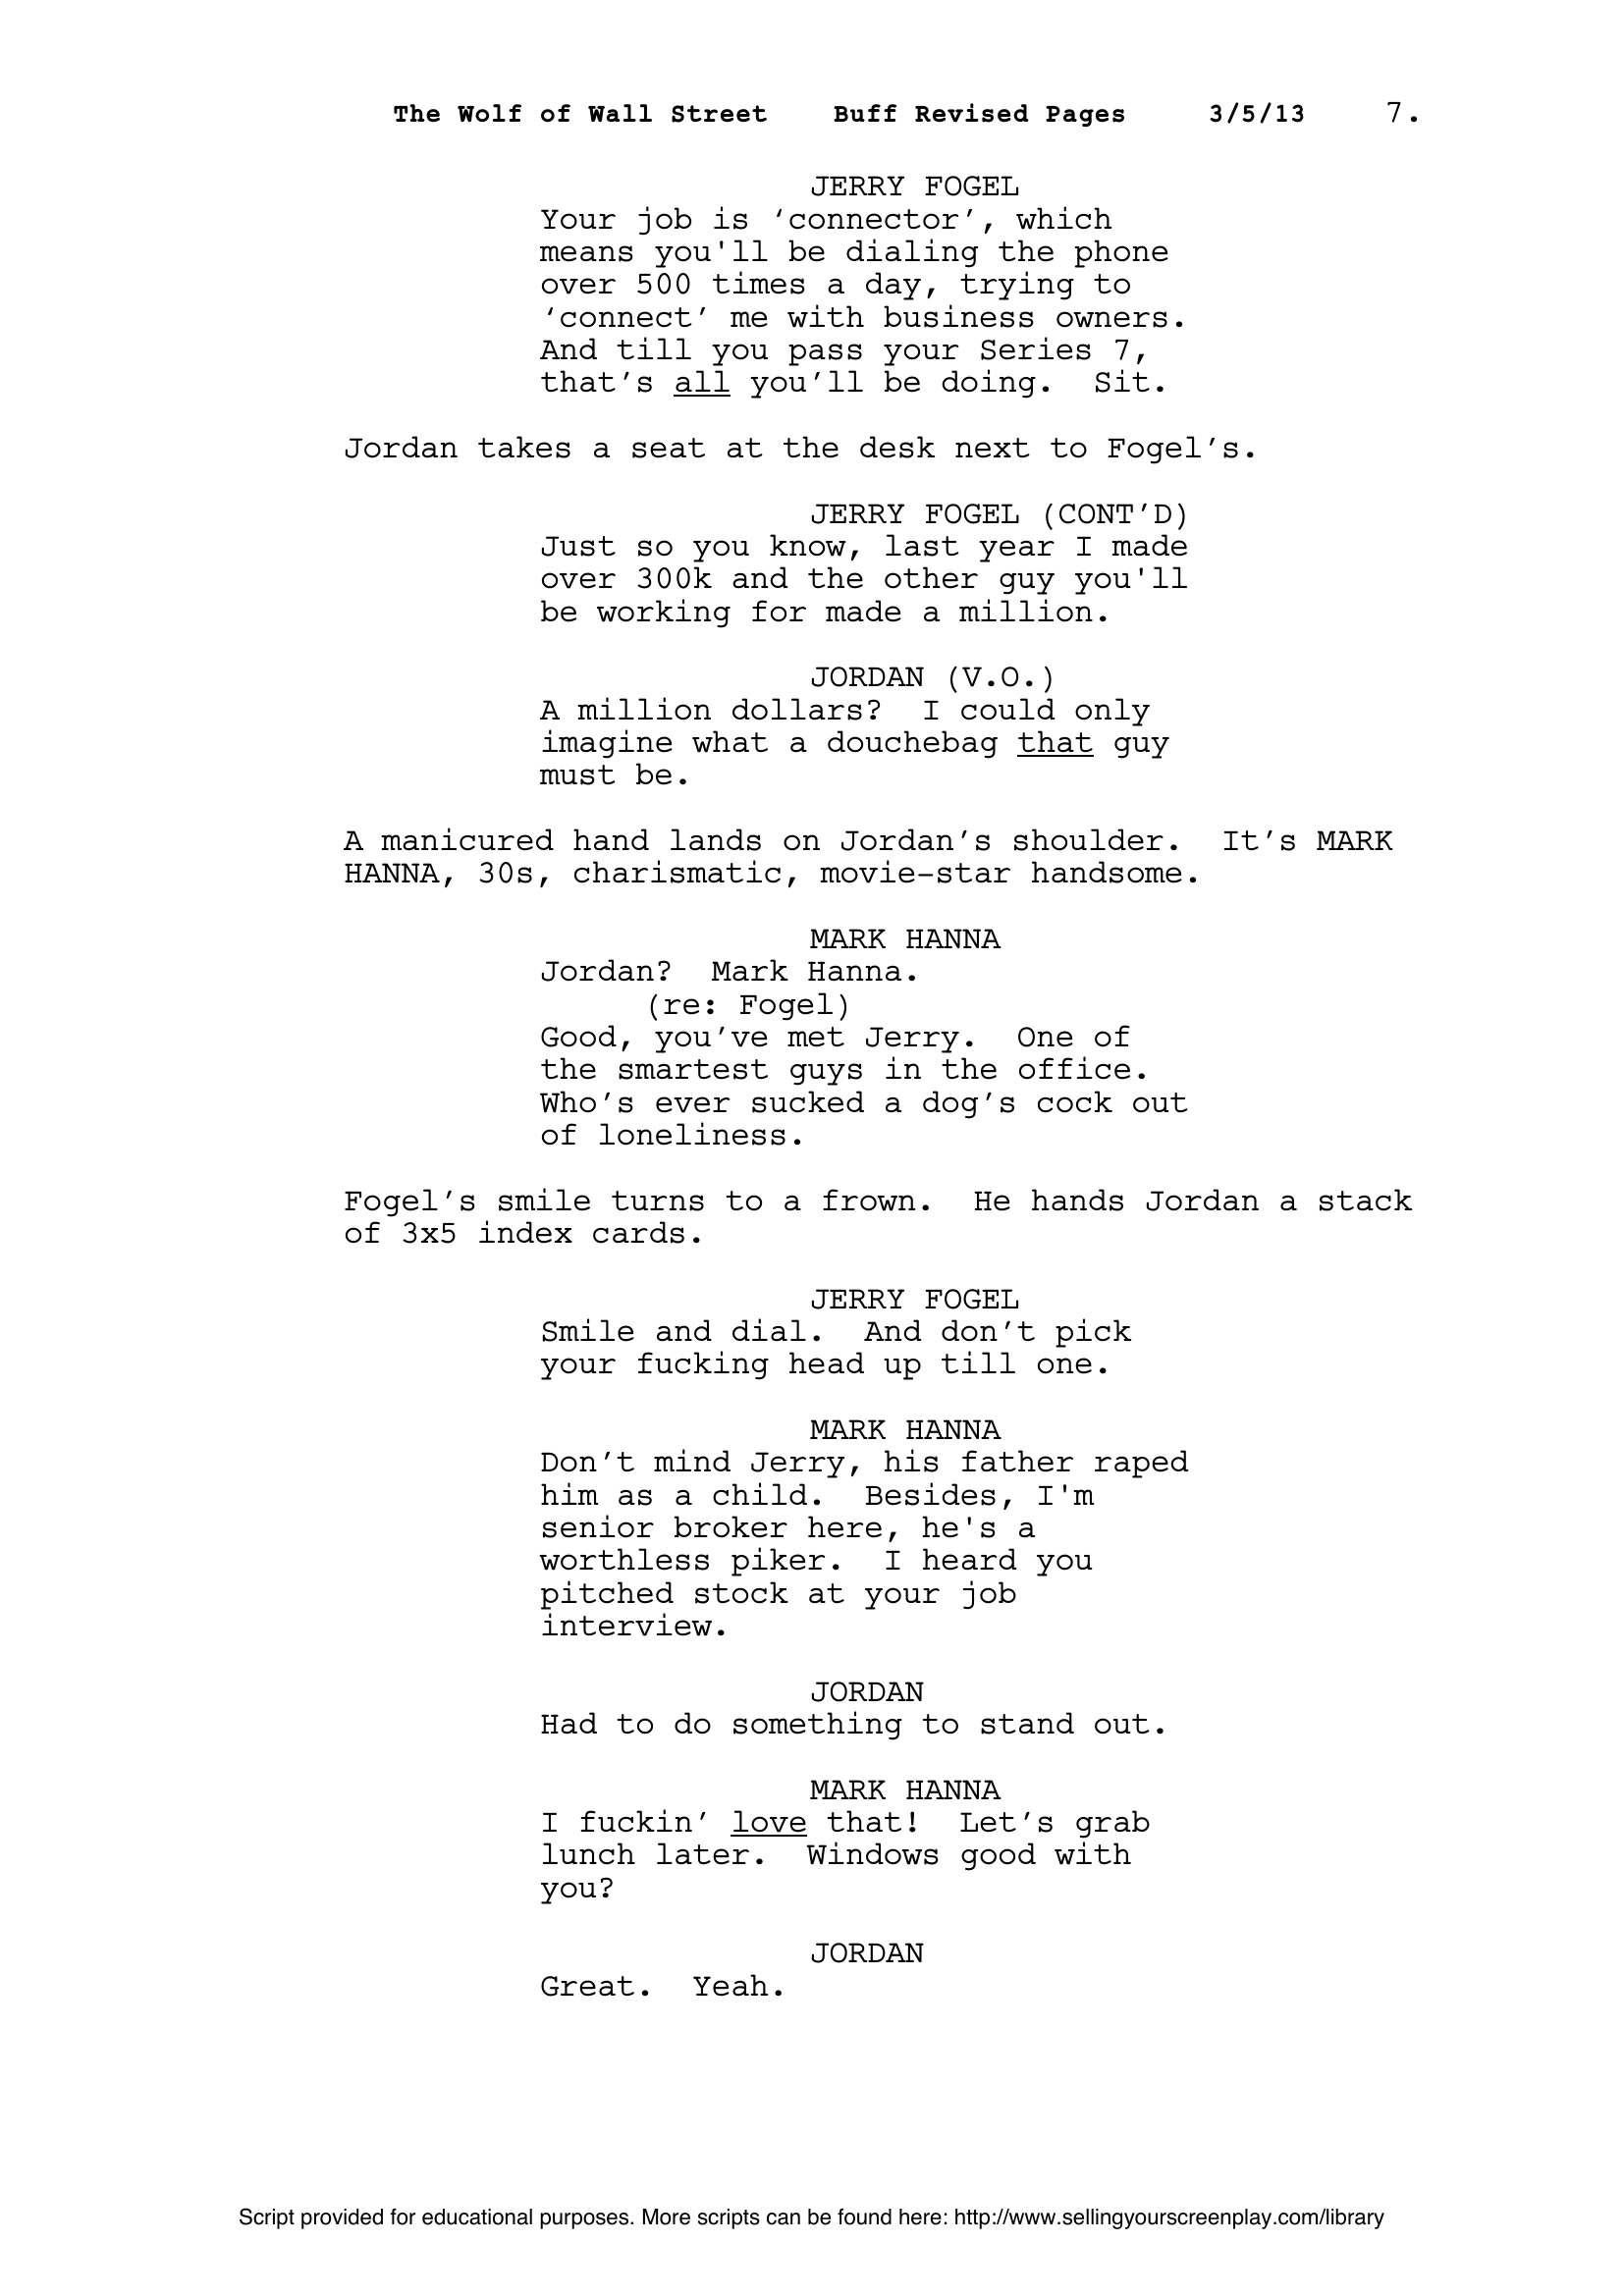 The Wolf of Wall Street    Buff Revised Pages    3/5/13    7.
JERRY FOGEL
Your job is ‘connector’, which
means you'll be dialing the phone
over 500 times a day, trying to
‘connect’ me with business owners.
And till you pass your Series 7,
that’s all you’ll be doing.  Sit.
Jordan takes a seat at the desk next to Fogel’s.
JERRY FOGEL (CONT’D)
Just so you know, last year I made
over 300k and the other guy you'll
be working for made a million.
JORDAN (V.O.)
A million dollars?  I could only
imagine what a douchebag that guy
must be.
A manicured hand lands on Jordan’s shoulder.  It’s MARK
HANNA, 30s, charismatic, movie-star handsome.
MARK HANNA
Jordan?  Mark Hanna.
(re: Fogel)
Good, you’ve met Jerry.  One of
the smartest guys in the office.
Who’s ever sucked a dog’s cock out
of loneliness.
Fogel’s smile turns to a frown.  He hands Jordan a stack
of 3x5 index cards.
JERRY FOGEL
Smile and dial.  And don’t pick
your fucking head up till one.
MARK HANNA
Don’t mind Jerry, his father raped
him as a child.  Besides, I'm
senior broker here, he's a
worthless piker.  I heard you
pitched stock at your job
interview.
JORDAN
Had to do something to stand out.
MARK HANNA
I fuckin’ love that!  Let’s grab
lunch later.  Windows good with
you?
JORDAN
Great.  Yeah.
Script provided for educational purposes. More scripts can be found here: http://www.sellingyourscreenplay.com/library